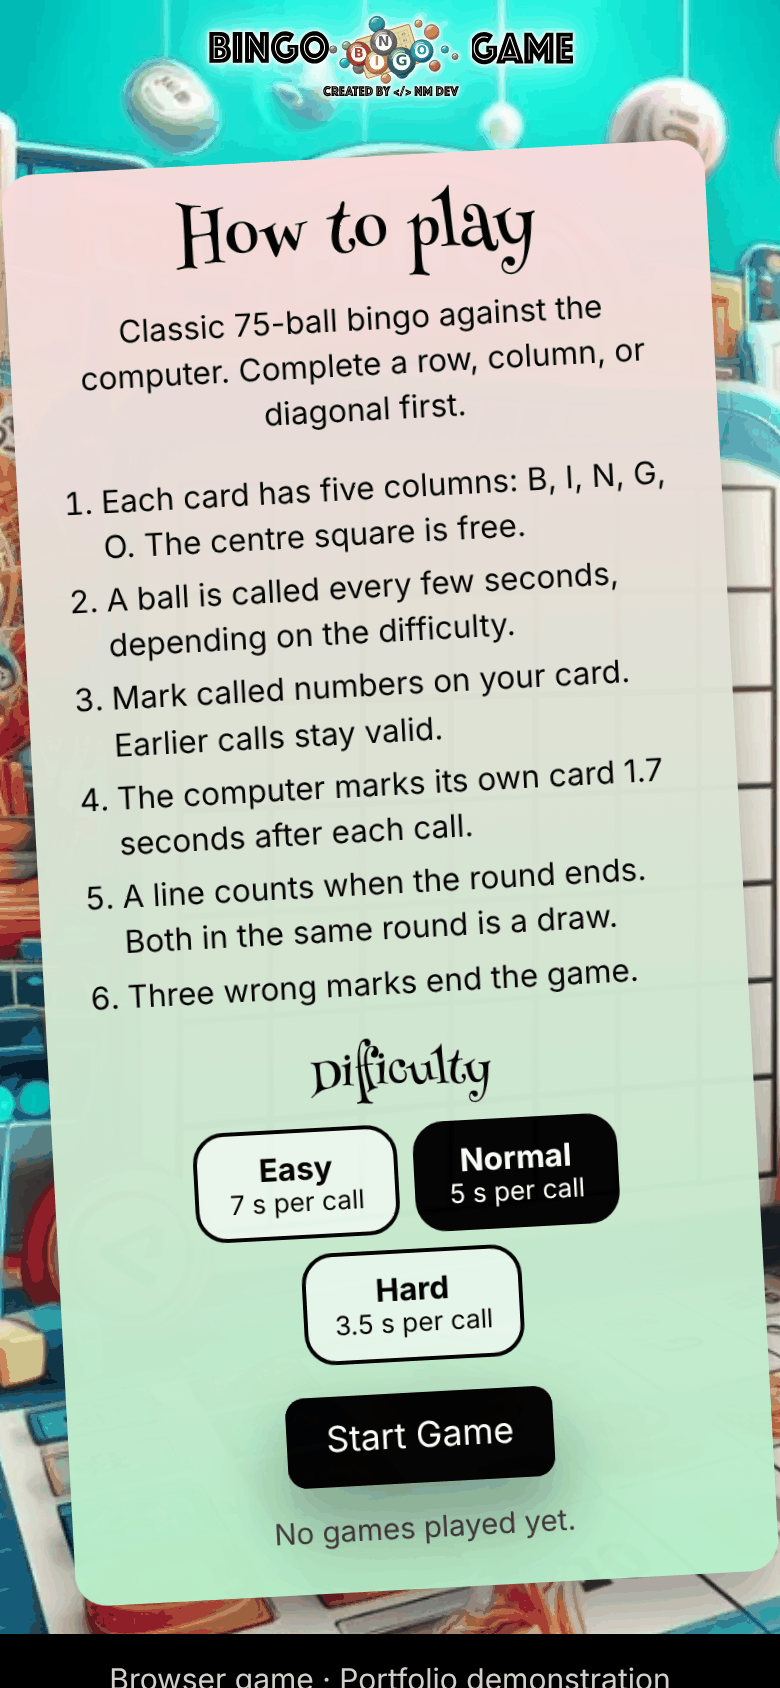 BINGO BINGO GAME
CREATED BY </> NM DEV
How to play
Classic 75-ball bingo against the
computer. Complete a row, column, or
diagonal first.
1. Each card has five columns: B, I, N, G,
O. The centre square is free.
2. A ball is called every few seconds,
depending on the difficulty.
3. Mark called numbers on your card.
Earlier calls stay valid.
4. The computer marks its own card 1.7
seconds after each call.
5. A line counts when the round ends.
Both in the same round is a draw.
6. Three wrong marks end the game.
Difficulty
Easy
7 s per call
Normal
5 s per call
Hard
3.5 s per call
Start Game
No games played yet.
Browser game · Portfolio demonstration